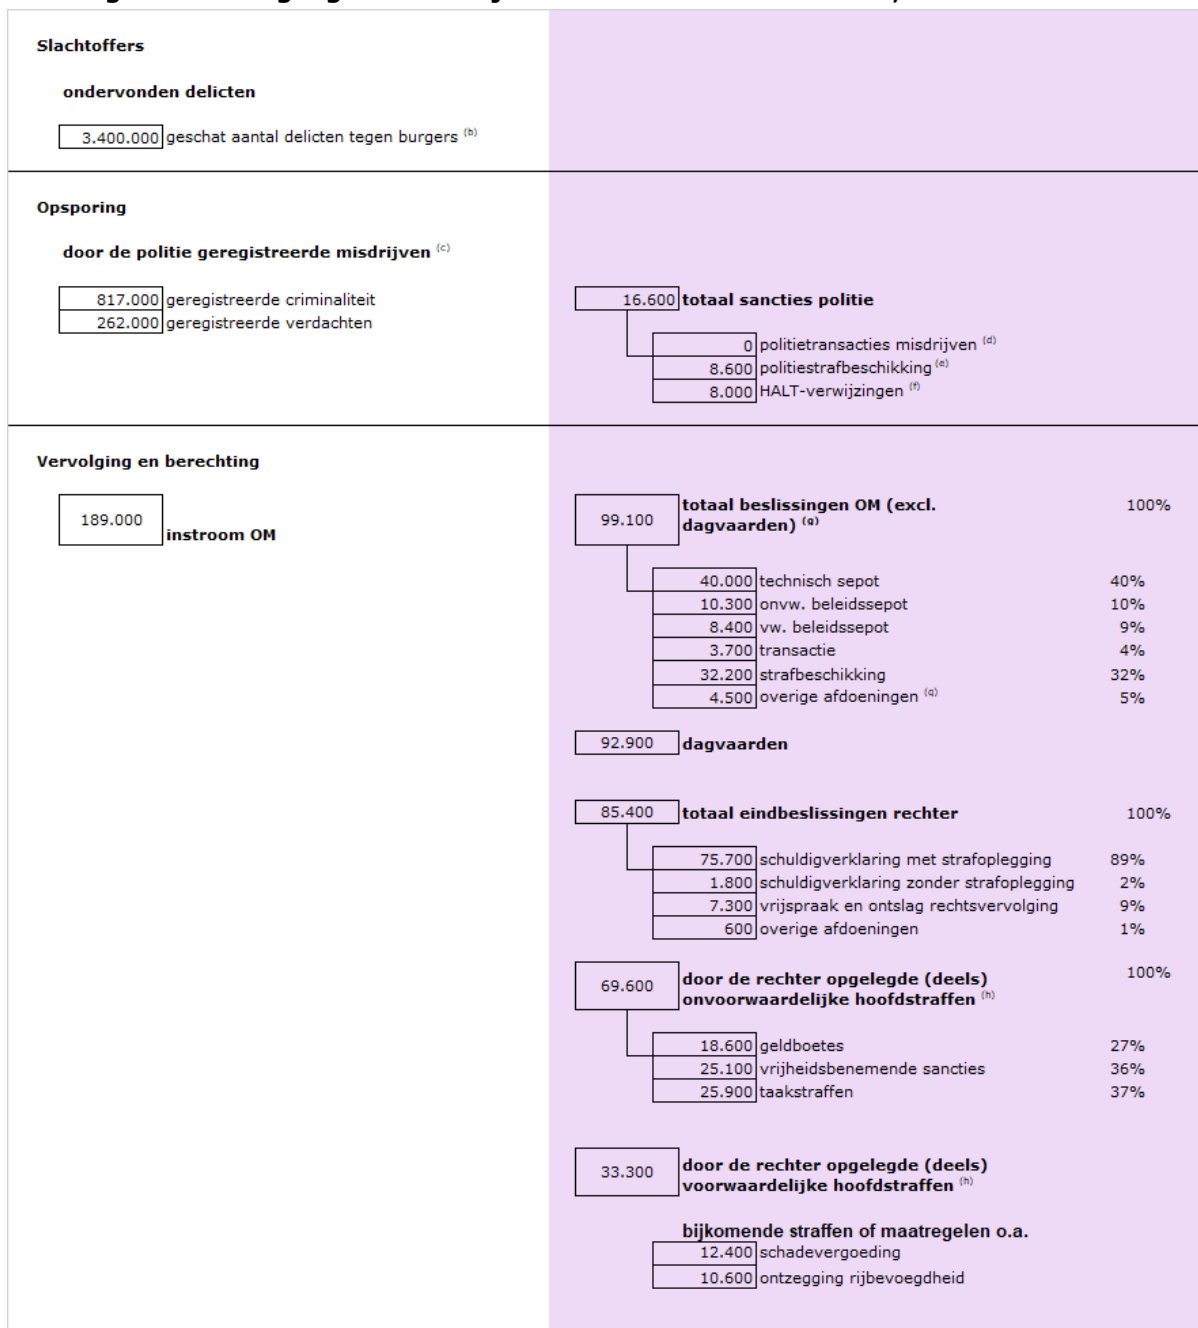 Slachtoffers
ondervonden delicten
3.400.000 geschat aantal delicten tegen burgers (b)
Opsporing
door de politie geregistreerde misdrijven (c)
817.000 geregistreerde criminaliteit
262.000 geregistreerde verdachten
16.600 totaal sancties politie
0 politietransacties misdrijven (d)
8.600 politiestrafbeschikking (e)
8.000 HALT-verwijzingen (f)
Vervolging en berechting
189.000 instroom OM
99.100 totaal beslissingen OM (excl. 100%
dagvaarden) (g)
40.000 technisch sepot 40%
10.300 onvw. beleidssepot 10%
8.400 vw. beleidssepot 9%
3.700 transactie 4%
32.200 strafbeschikking 32%
4.500 overige afdoeningen (g) 5%
92.900 dagvaarden
85.400 totaal eindbeslissingen rechter 100%
75.700 schuldigverklaring met strafoplegging 89%
1.800 schuldigverklaring zonder strafoplegging 2%
7.300 vrijspraak en ontslag rechtsvervolging 9%
600 overige afdoeningen 1%
69.600 door de rechter opgelegde (deels) 100%
onvoorwaardelijke hoofdstraffen (h)
18.600 geldboetes 27%
25.100 vrijheidsbenemende sancties 36%
25.900 taakstraffen 37%
33.300 door de rechter opgelegde (deels)
voorwaardelijke hoofdstraffen (h)
bijkomende straffen of maatregelen o.a.
12.400 schadevergoeding
10.600 ontzegging rijbevoegdheid